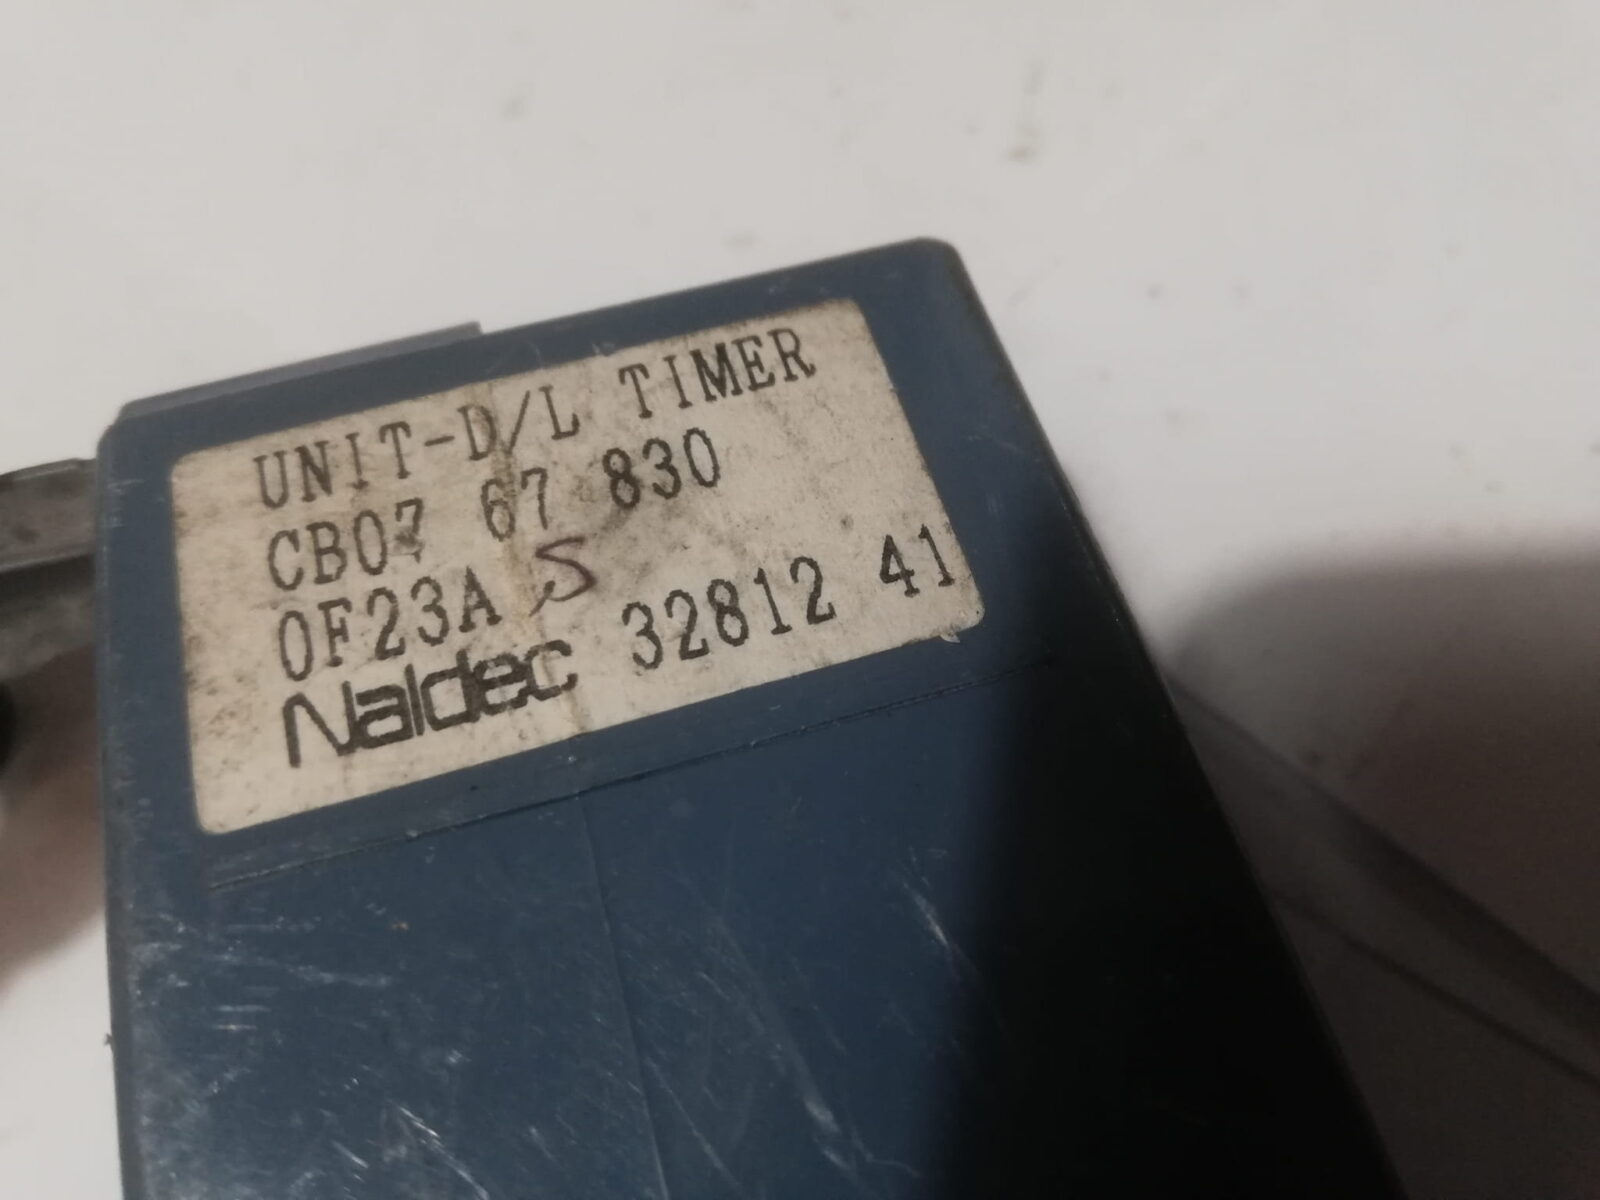 UNIT-D/L TIMER
CB07 67 830
0F23A S
Naldec 32812 41